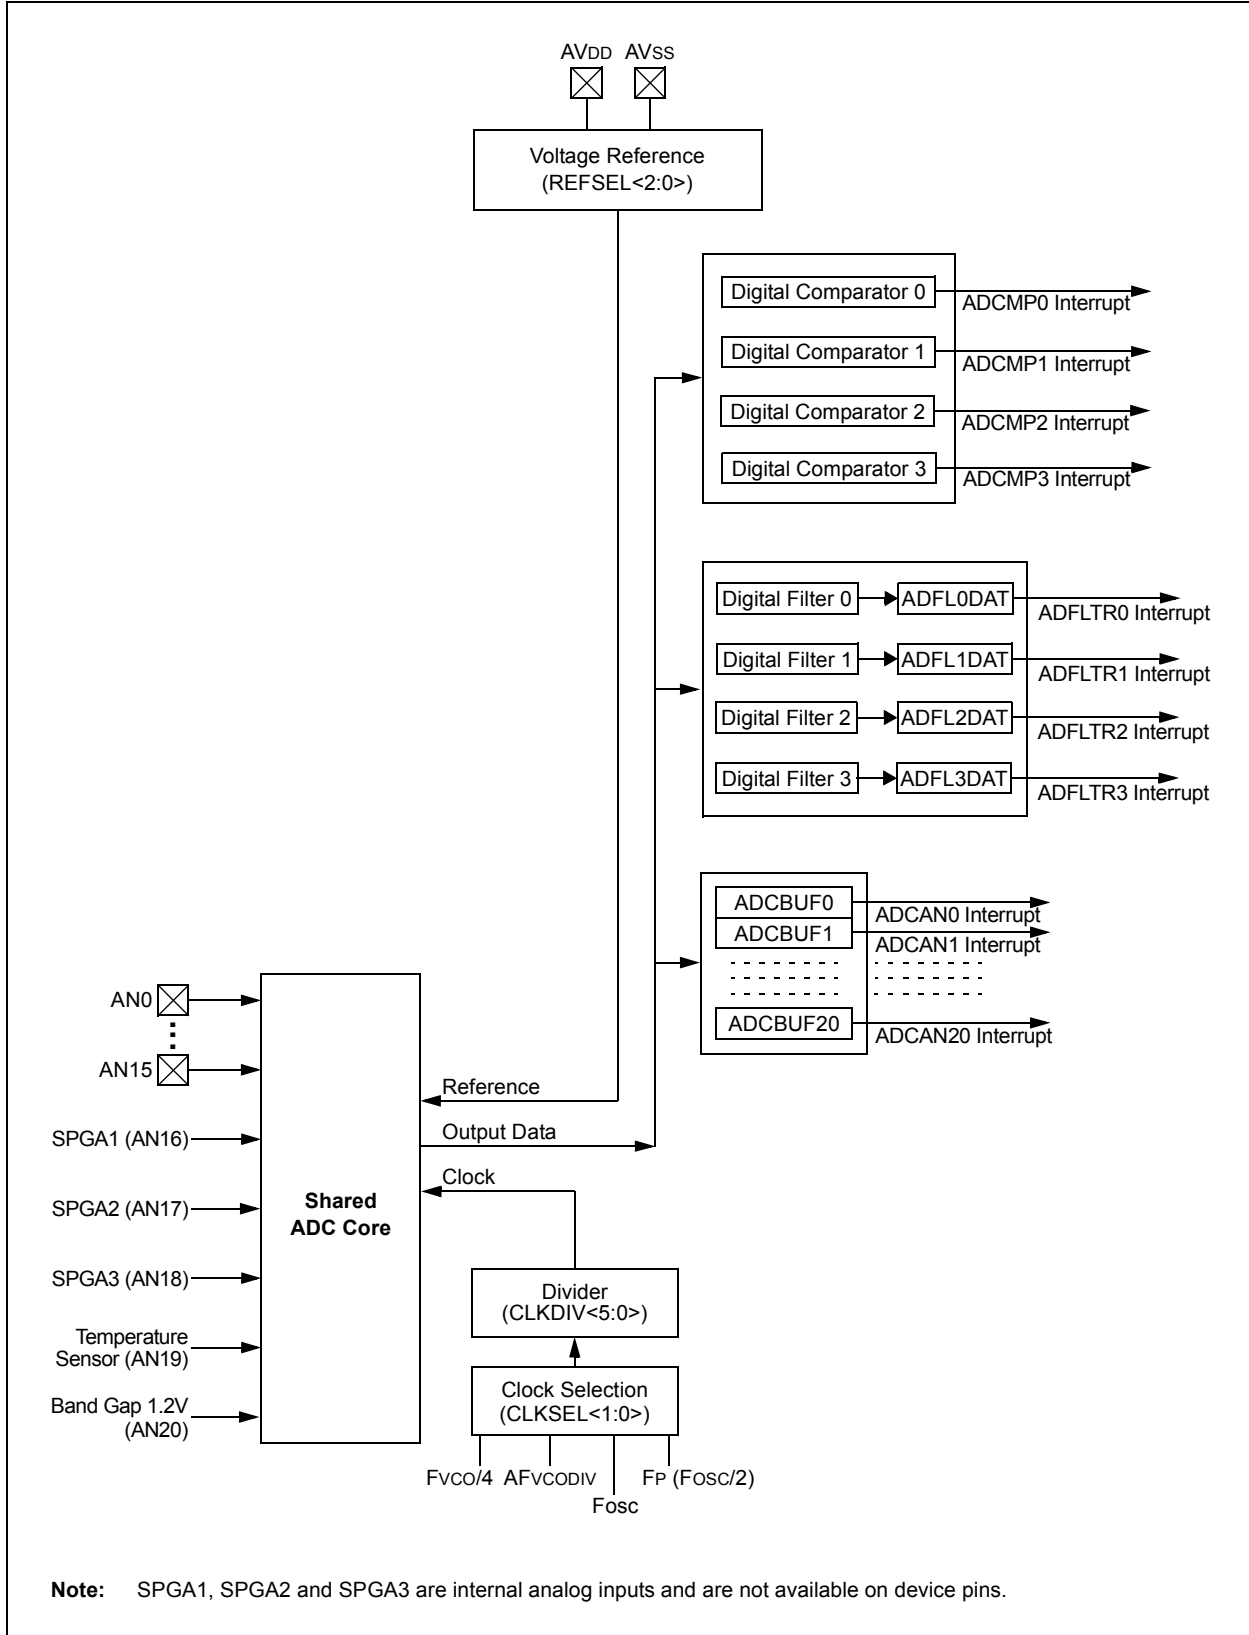 AVDD AVSS
Voltage Reference
(REFSEL<2:0>)
Digital Comparator 0
ADCMP0 Interrupt
Digital Comparator 1
ADCMP1 Interrupt
Digital Comparator 2
ADCMP2 Interrupt
Digital Comparator 3
ADCMP3 Interrupt
Digital Filter 0 ADFL0DAT
ADFLTR0 Interrupt
Digital Filter 1 ADFL1DAT
ADFLTR1 Interrupt
Digital Filter 2 ADFL2DAT
ADFLTR2 Interrupt
Digital Filter 3 ADFL3DAT
ADFLTR3 Interrupt
ADCBUF0
ADCAN0 Interrupt
ADCBUF1
ADCAN1 Interrupt
ADCBUF20
ADCAN20 Interrupt
AN0
AN15
SPGA1 (AN16)
SPGA2 (AN17)
SPGA3 (AN18)
Temperature
Sensor (AN19)
Band Gap 1.2V
(AN20)
Shared
ADC Core
Reference
Output Data
Clock
Divider
(CLKDIV<5:0>)
Clock Selection
(CLKSEL<1:0>)
FVCO/4 AFVCODIV FP (FOSC/2)
Fosc
Note: SPGA1, SPGA2 and SPGA3 are internal analog inputs and are not available on device pins.